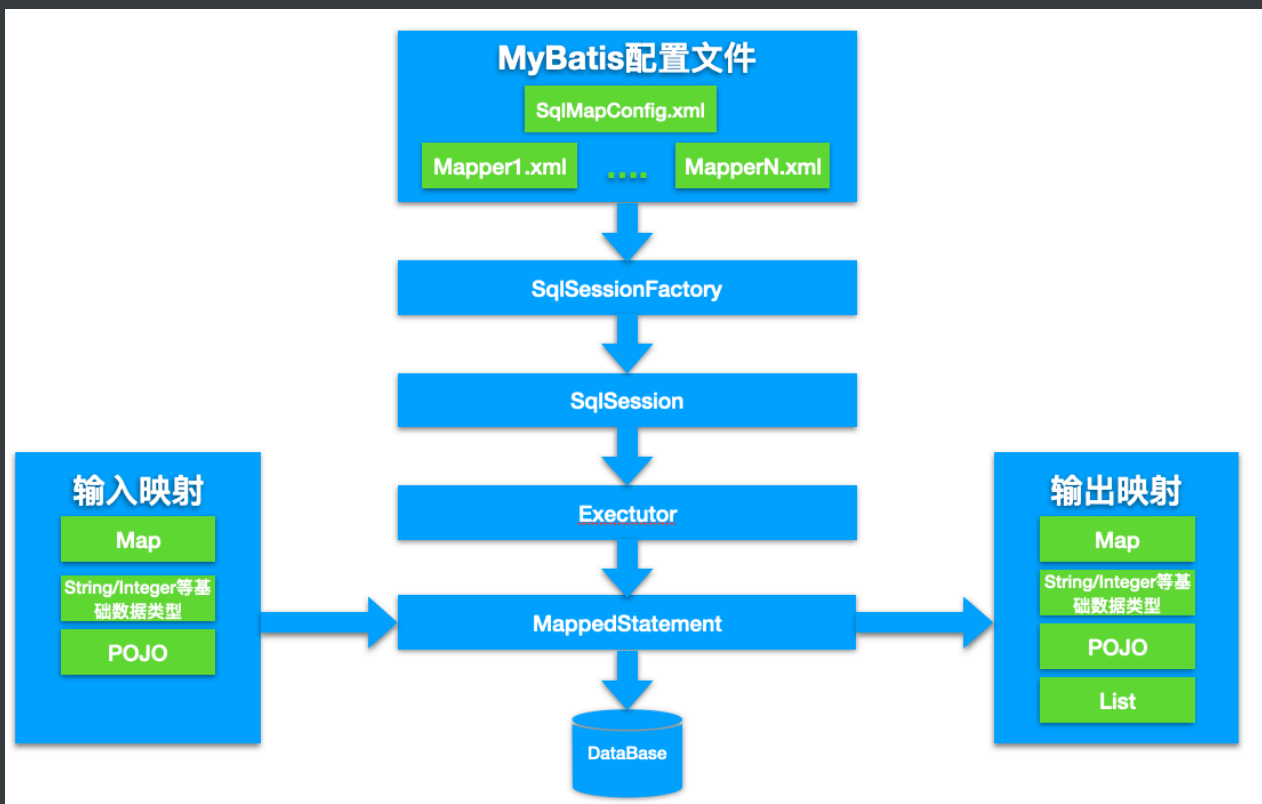 MyBatis配置文件
SqlMapConfig.xml
Mapper1.xml
....
MapperN.xml
SqlSessionFactory
SqlSession
Exectutor
输入映射
Map
String/Integer等基
础数据类型
POJO
MappedStatement
输出映射
Map
String/Integer等基
础数据类型
POJO
List
DataBase